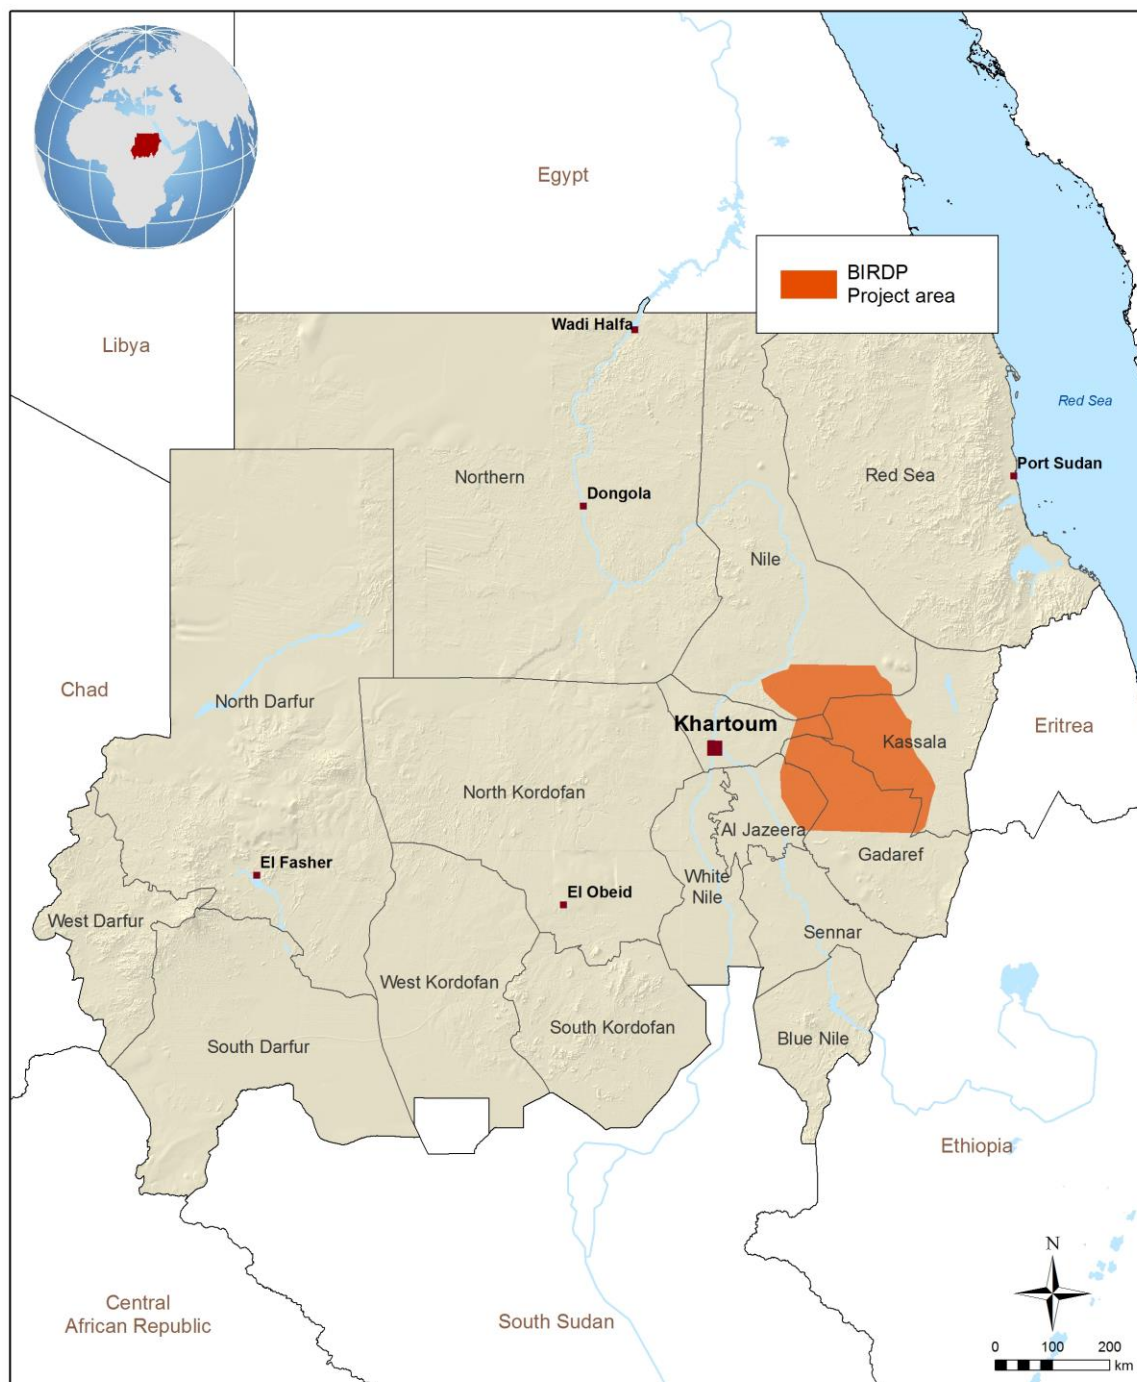 Egypt
BIRDP
Project area
Wadi Halfa
Libya
Red Sea
Port Sudan
Red Sea
Northern
Dongola
Nile
Chad
North Darfur
Khartoum
Kassala
Eritrea
North Kordofan
Al Jazeera
Gadaref
El Fasher
White
Nile
El Obeid
West Darfur
Sennar
West Kordofan
South Kordofan
Blue Nile
South Darfur
Ethiopia
N
Central
African Republic
South Sudan
0 100 200
km